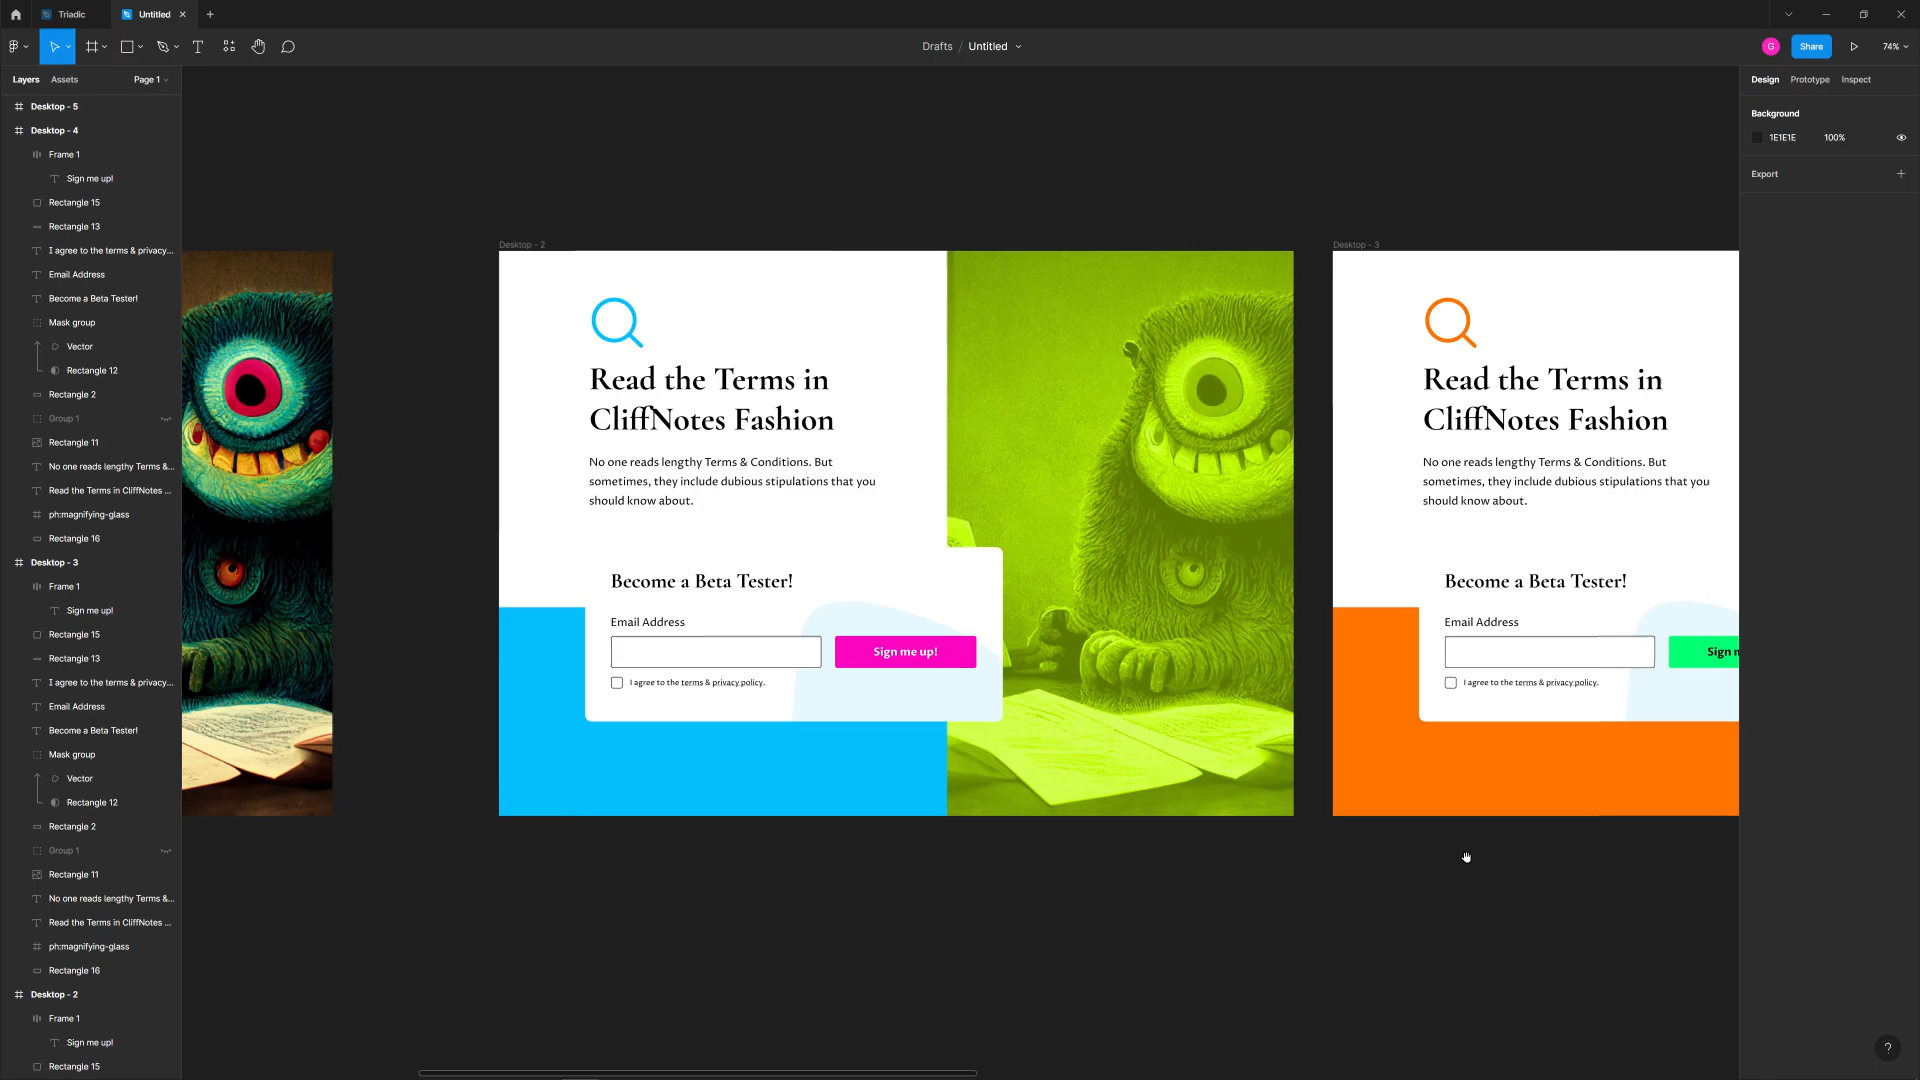 Triadic
Untitled
Drafts / Untitled
G
Share
74%
Layers
Assets
Page 1
Desktop - 5
Desktop - 4
Frame 1
Sign me up!
Rectangle 15
Rectangle 13
I agree to the terms & privacy...
Email Address
Become a Beta Tester!
Mask group
Vector
Rectangle 12
Rectangle 2
Group 1
Rectangle 11
No one reads lengthy Terms &...
Read the Terms in CliffNotes ...
ph:magnifying-glass
Rectangle 16
Desktop - 3
Frame 1
Sign me up!
Rectangle 15
Rectangle 13
I agree to the terms & privacy...
Email Address
Become a Beta Tester!
Mask group
Vector
Rectangle 12
Rectangle 2
Group 1
Rectangle 11
No one reads lengthy Terms &...
Read the Terms in CliffNotes ...
ph:magnifying-glass
Rectangle 16
Desktop - 2
Frame 1
Sign me up!
Rectangle 15
Desktop - 2
Read the Terms in
CliffNotes Fashion
No one reads lengthy Terms & Conditions. But
sometimes, they include dubious stipulations that you
should know about.
Become a Beta Tester!
Email Address
Sign me up!
I agree to the terms & privacy policy.
Desktop - 3
Read the Terms in
CliffNotes Fashion
No one reads lengthy Terms & Conditions. But
sometimes, they include dubious stipulations that you
should know about.
Become a Beta Tester!
Email Address
Sign
I agree to the terms & privacy policy.
Design
Prototype
Inspect
Background
1E1E1E
100%
Export
?